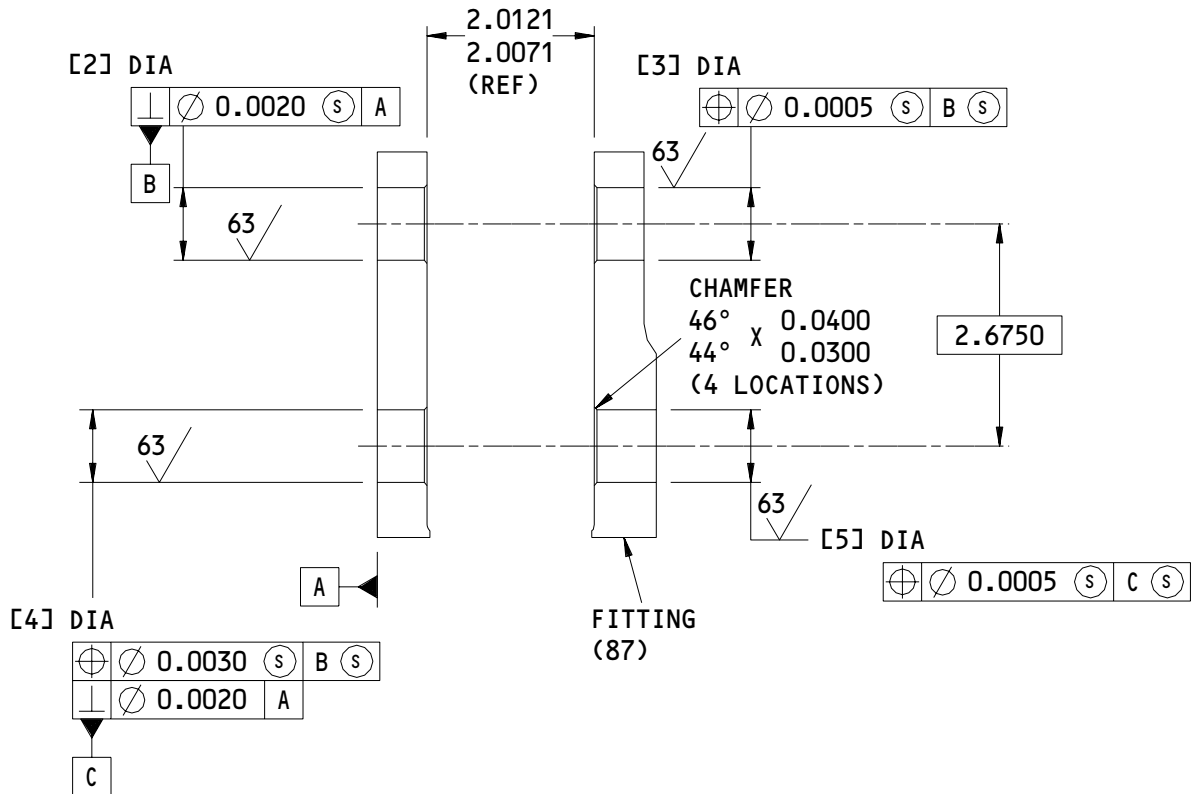 2.0121
2.0071
(REF)
[2] DIA
⊥ ∅ 0.0020 Ⓢ A
B
63
[3] DIA
⌖ ∅ 0.0005 Ⓢ B Ⓢ
63
CHAMFER
46° X 0.0400
44° 0.0300
(4 LOCATIONS)
2.6750
63
63
[5] DIA
⌖ ∅ 0.0005 Ⓢ C Ⓢ
A
FITTING
(87)
[4] DIA
⌖ ∅ 0.0030 Ⓢ B Ⓢ
⊥ ∅ 0.0020 A
C